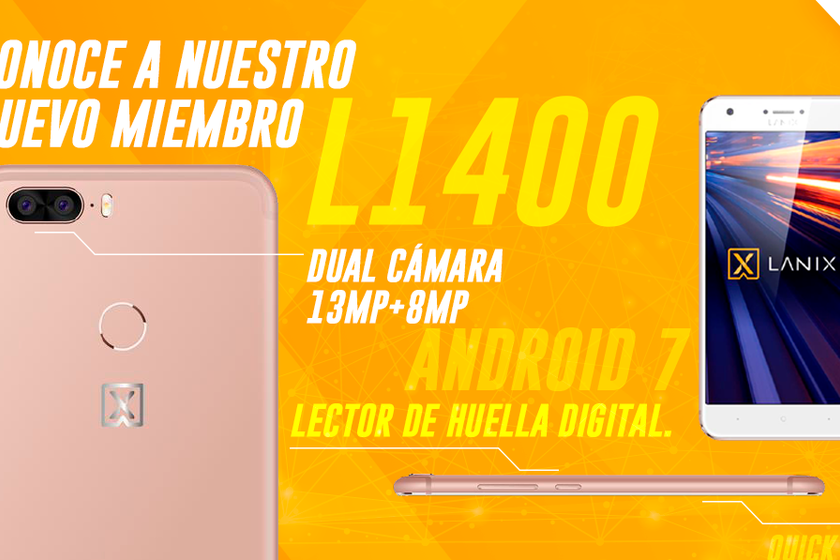 ONOCE A NUESTRO
UEVO MIEMBRO
L1400
DUAL CÁMARA
13MP+8MP
ANDROID 7
LECTOR DE HUELLA DIGITAL.
LANIX
QUICK